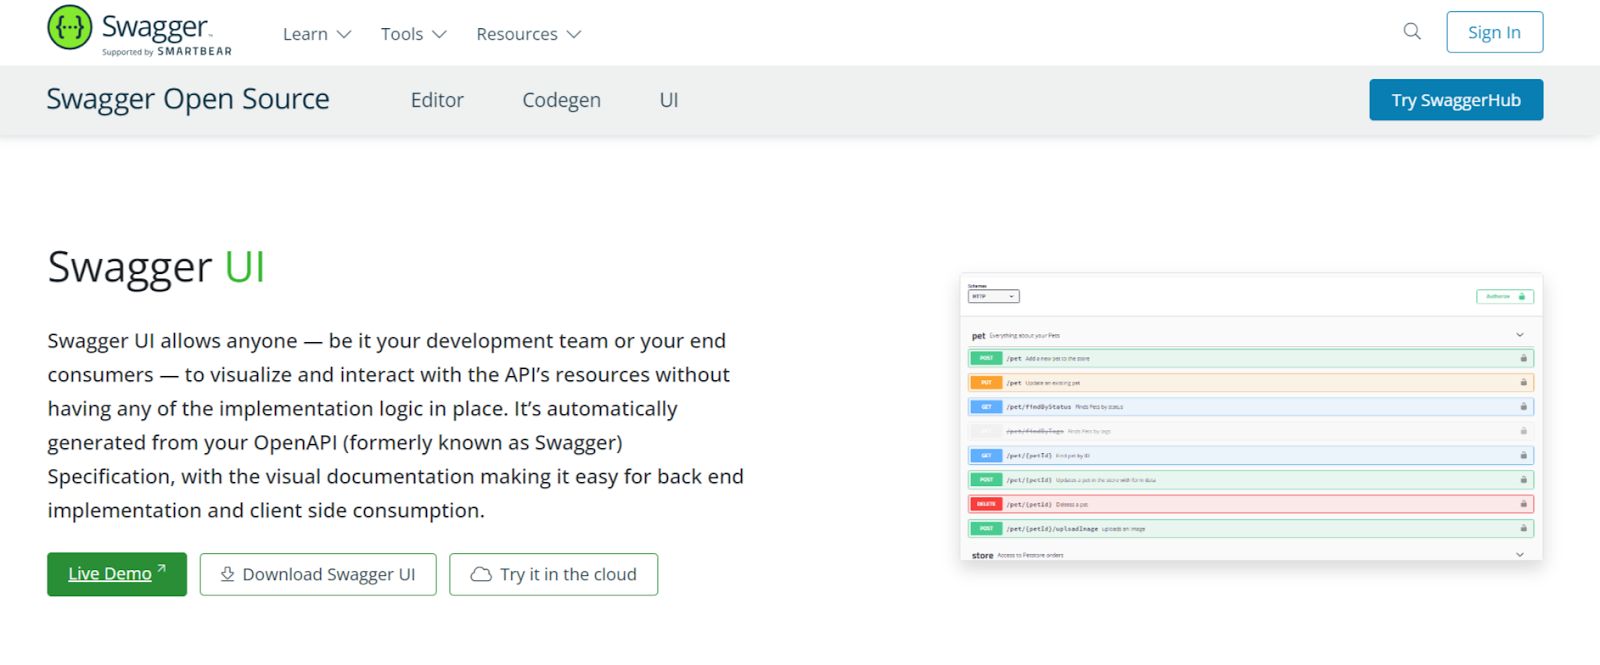 Swagger™
Supported by SMARTBEAR
Learn
Tools
Resources
Sign In
Swagger Open Source
Editor
Codegen
UI
Try SwaggerHub
Swagger UI
Swagger UI allows anyone — be it your development team or your end
consumers — to visualize and interact with the API’s resources without
having any of the implementation logic in place. It’s automatically
generated from your OpenAPI (formerly known as Swagger)
Specification, with the visual documentation making it easy for back end
implementation and client side consumption.
Live Demo
Download Swagger UI
Try it in the cloud
Schemes
HTTP
Authorize
pet Everything about your Pets
POST /pet Add a new pet to the store
PUT /pet Update an existing pet
GET /pet/findByStatus Finds Pets by status
/pet/findByTags Finds Pets by tags
GET /pet/{petId} Find pet by ID
POST /pet/{petId} Updates a pet in the store with form data
DELETE /pet/{petId} Deletes a pet
POST /pet/{petId}/uploadImage uploads an image
store Access to Petstore orders